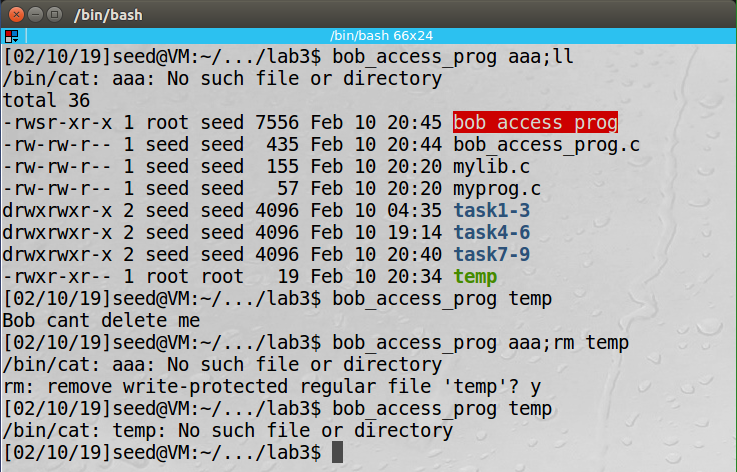 /bin/bash
/bin/bash 66x24
[02/10/19]seed@VM:~/.../lab3$ bob_access_prog aaa;ll
/bin/cat: aaa: No such file or directory
total 36
-rwsr-xr-x 1 root seed 7556 Feb 10 20:45 bob_access_prog
-rw-rw-r-- 1 seed seed  435 Feb 10 20:44 bob_access_prog.c
-rw-rw-r-- 1 seed seed  155 Feb 10 20:20 mylib.c
-rw-rw-r-- 1 seed seed   57 Feb 10 20:20 myprog.c
drwxrwxr-x 2 seed seed 4096 Feb 10 04:35 task1-3
drwxrwxr-x 2 seed seed 4096 Feb 10 19:14 task4-6
drwxrwxr-x 2 seed seed 4096 Feb 10 20:40 task7-9
-rwxr-xr-- 1 root root   19 Feb 10 20:34 temp
[02/10/19]seed@VM:~/.../lab3$ bob_access_prog temp
Bob cant delete me
[02/10/19]seed@VM:~/.../lab3$ bob_access_prog aaa;rm temp
/bin/cat: aaa: No such file or directory
rm: remove write-protected regular file 'temp'? y
[02/10/19]seed@VM:~/.../lab3$ bob_access_prog temp
/bin/cat: temp: No such file or directory
[02/10/19]seed@VM:~/.../lab3$